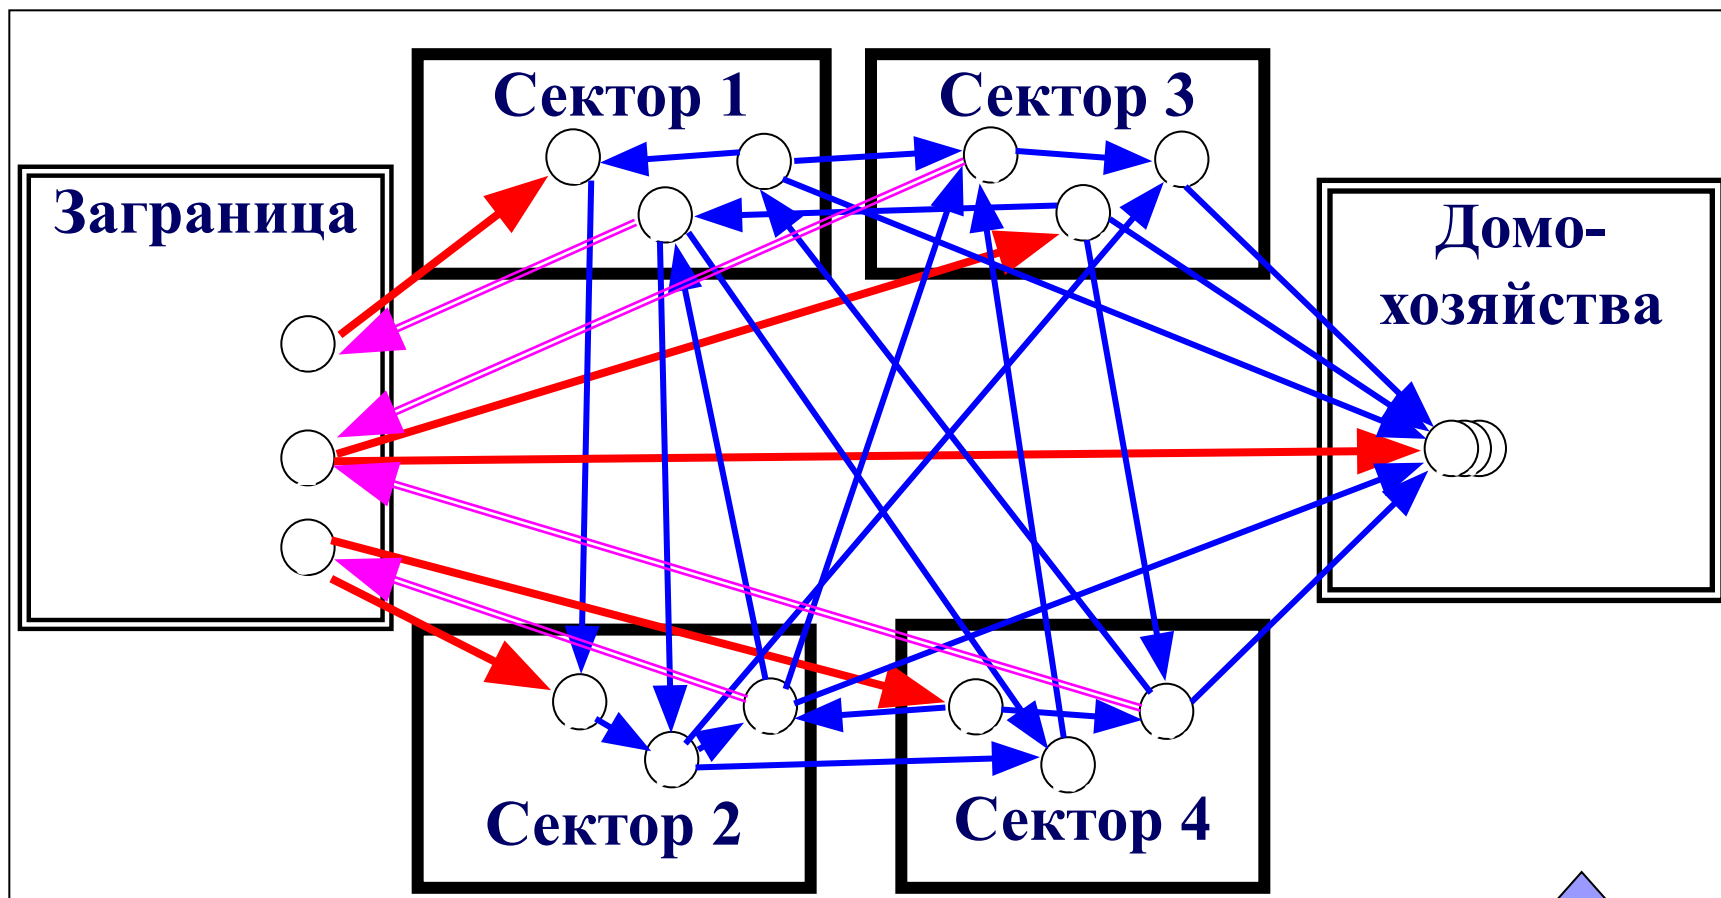 Сектор 1
Сектор 3
Заграница
Домо-
хозяйства
Сектор 2
Сектор 4